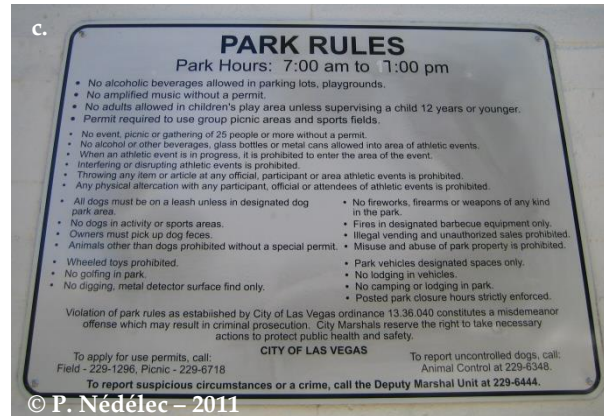 c.
PARK RULES
Park Hours: 7:00 am to 11:00 pm
• No alcoholic beverages allowed in parking lots, playgrounds.
• No amplified music without a permit.
• No adults allowed in children's play area unless supervising a child 12 years or younger.
• Permit required to use group picnic areas and sports fields.
• No event, picnic or gathering of 25 people or more without a permit.
• No alcohol or other beverages, glass bottles or metal cans allowed into area of athletic events.
• When an athletic event is in progress, it is prohibited to enter the area of the event.
• Interfering or disrupting athletic events is prohibited.
• Throwing any item or article at any official, participant or area athletic events is prohibited.
• Any physical altercation with any participant, official or attendees of athletic events is prohibited.
• All dogs must be on a leash unless in designated dog
park area.
• No dogs in activity or sports areas.
• Owners must pick up dog feces.
• Animals other than dogs prohibited without a special permit.
• Wheeled toys prohibited.
• No golfing in park.
• No digging, metal detector surface find only.
• No fireworks, firearms or weapons of any kind
in the park.
• Fires in designated barbecue equipment only.
• Illegal vending and unauthorized sales prohibited.
• Misuse and abuse of park property is prohibited.
• Park vehicles designated spaces only.
• No lodging in vehicles.
• No camping or lodging in park.
• Posted park closure hours strictly enforced.
Violation of park rules as established by City of Las Vegas ordinance 13.36.040 constitutes a misdemeanor
offense which may result in criminal prosecution. City Marshals reserve the right to take necessary
actions to protect public health and safety.
CITY OF LAS VEGAS
To apply for use permits, call:
Field - 229-1296, Picnic - 229-6718
To report uncontrolled dogs, call:
Animal Control at 229-6348.
To report suspicious circumstances or a crime, call the Deputy Marshal Unit at 229-6444.
© P. Nédélec – 2011